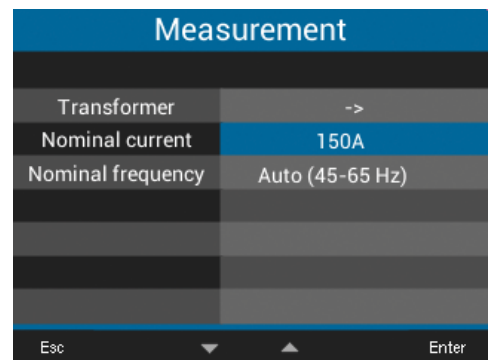 Measurement
Transformer ->
Nominal current 150A
Nominal frequency Auto (45-65 Hz)
Esc Enter